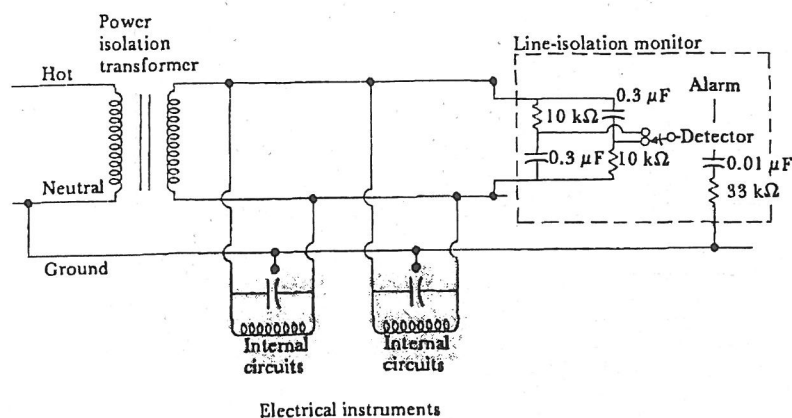 Power
isolation
transformer
Line-isolation monitor
Hot
0.3 μF
Alarm
10 kΩ
Detector
0.3 μF
10 kΩ
0.01 μF
33 kΩ
Neutral
Ground
Internal
circuits
Internal
circuits
Electrical instruments